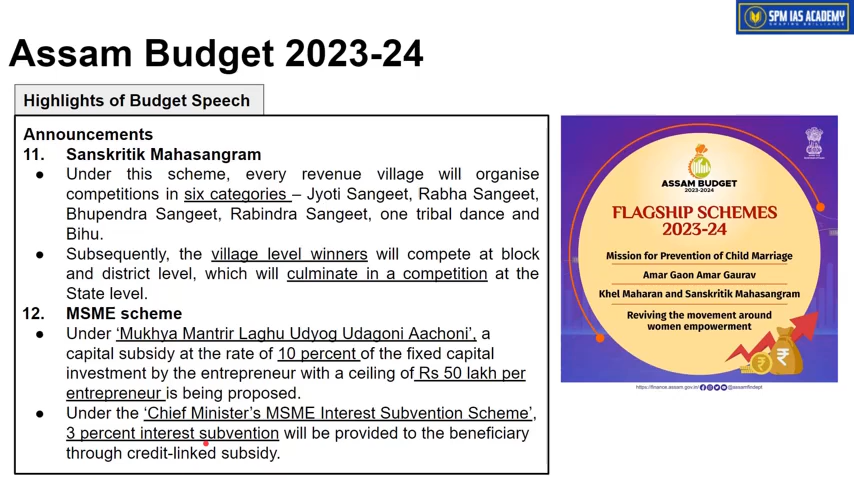 SPM IAS ACADEMY
SHAPING BRILLIANCE
Assam Budget 2023-24
Highlights of Budget Speech
Announcements
11. Sanskritik Mahasangram
● Under this scheme, every revenue village will organise
competitions in six categories – Jyoti Sangeet, Rabha Sangeet,
Bhupendra Sangeet, Rabindra Sangeet, one tribal dance and
Bihu.
● Subsequently, the village level winners will compete at block
and district level, which will culminate in a competition at the
State level.
12. MSME scheme
● Under ‘Mukhya Mantrir Laghu Udyog Udagoni Aachoni’, a
capital subsidy at the rate of 10 percent of the fixed capital
investment by the entrepreneur with a ceiling of Rs 50 lakh per
entrepreneur is being proposed.
● Under the ‘Chief Minister’s MSME Interest Subvention Scheme’,
3 percent interest subvention will be provided to the beneficiary
through credit-linked subsidy.
ASSAM BUDGET
2023-2024
FLAGSHIP SCHEMES
2023-24
Mission for Prevention of Child Marriage
Amar Gaon Amar Gaurav
Khel Maharan and Sanskritik Mahasangram
Reviving the movement around
women empowerment
₹ ₹
https://finance.assam.gov.in/ @assamfindept